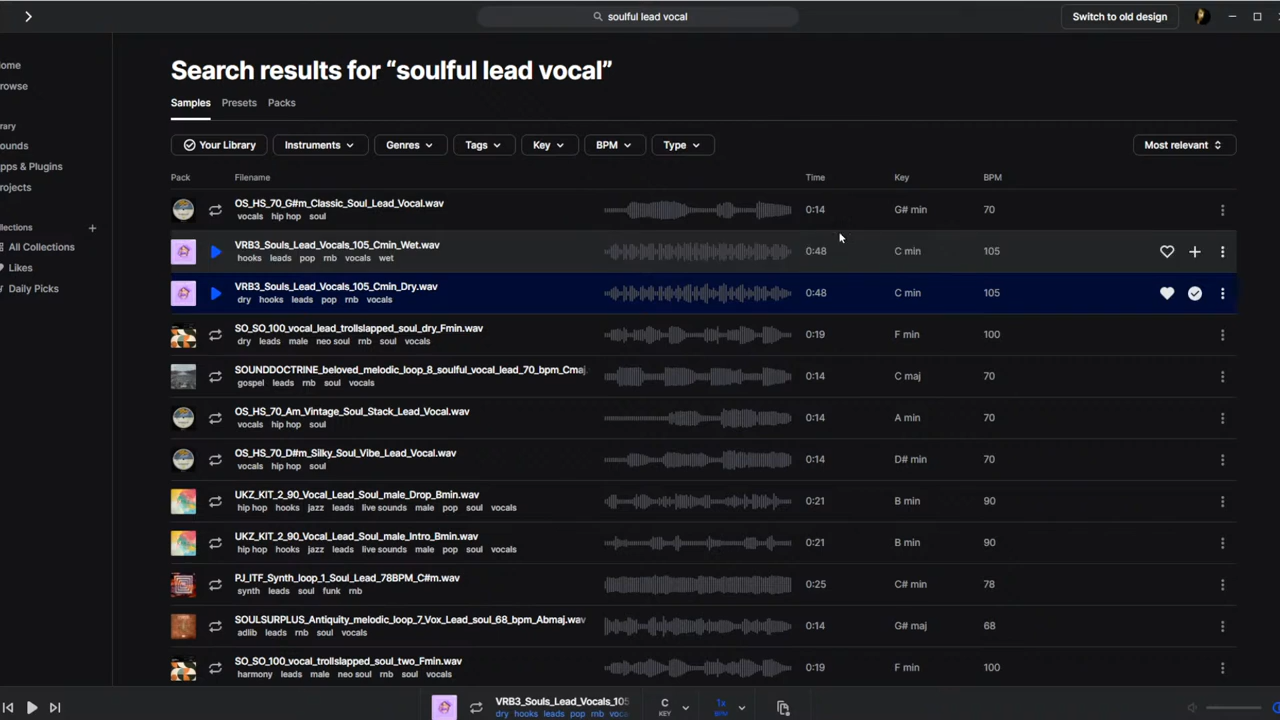 soulful lead vocal
Switch to old design
ome
rowse
rary
ounds
pps & Plugins
rojects
llections
All Collections
Likes
Daily Picks
Search results for “soulful lead vocal”
Samples Presets Packs
Your Library Instruments Genres Tags Key BPM Type Most relevant
Pack Filename Time Key BPM
OS_HS_70_G#m_Classic_Soul_Lead_Vocal.wav 0:14 G# min 70
vocals hip hop soul
VRB3_Souls_Lead_Vocals_105_Cmin_Wet.wav 0:48 C min 105
hooks leads pop rnb vocals wet
VRB3_Souls_Lead_Vocals_105_Cmin_Dry.wav 0:48 C min 105
dry hooks leads pop rnb vocals
SO_SO_100_vocal_lead_trollslapped_soul_dry_Fmin.wav 0:19 F min 100
dry leads male neo soul rnb soul vocals
SOUNDDOCTRINE_beloved_melodic_loop_8_soulful_vocal_lead_70_bpm_Cmaj. 0:14 C maj 70
gospel leads rnb soul vocals
OS_HS_70_Am_Vintage_Soul_Stack_Lead_Vocal.wav 0:14 A min 70
vocals hip hop soul
OS_HS_70_D#m_Silky_Soul_Vibe_Lead_Vocal.wav 0:14 D# min 70
vocals hip hop soul
UKZ_KIT_2_90_Vocal_Lead_Soul_male_Drop_Bmin.wav 0:21 B min 90
hip hop hooks jazz leads live sounds male pop soul vocals
UKZ_KIT_2_90_Vocal_Lead_Soul_male_Intro_Bmin.wav 0:21 B min 90
hip hop hooks jazz leads live sounds male pop soul vocals
PJ_ITF_Synth_loop_1_Soul_Lead_78BPM_C#m.wav 0:25 C# min 78
synth leads soul funk rnb
SOULSURPLUS_Antiquity_melodic_loop_7_Vox_Lead_soul_68_bpm_Abmaj.wav 0:14 G# maj 68
adlib leads rnb soul vocals
SO_SO_100_vocal_trollslapped_soul_two_Fmin.wav 0:19 F min 100
harmony leads male neo soul rnb soul vocals
VRB3_Souls_Lead_Vocals_105
dry hooks leads pop rnb voca
C
KEY
1x
BPM